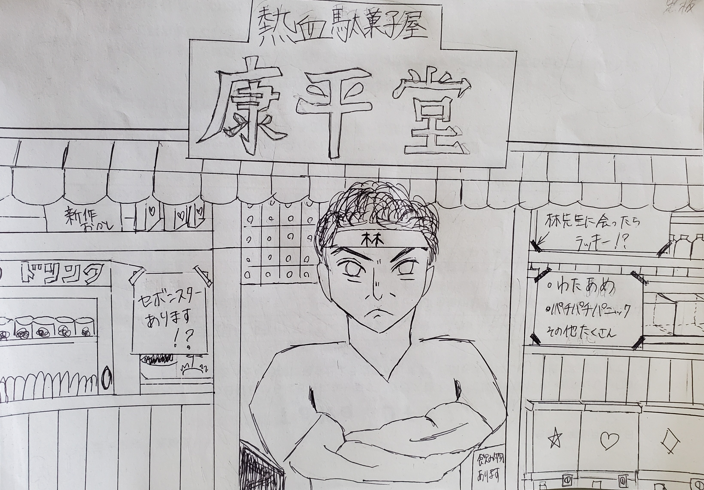 熱血駄菓子屋
康平堂
新作
おかし
ドリンク
セボンスター
あります
!?
林
林先生に会ったら
ラッキー!?
・わたあめ
・パチパチパニック
その他たくさん
あります